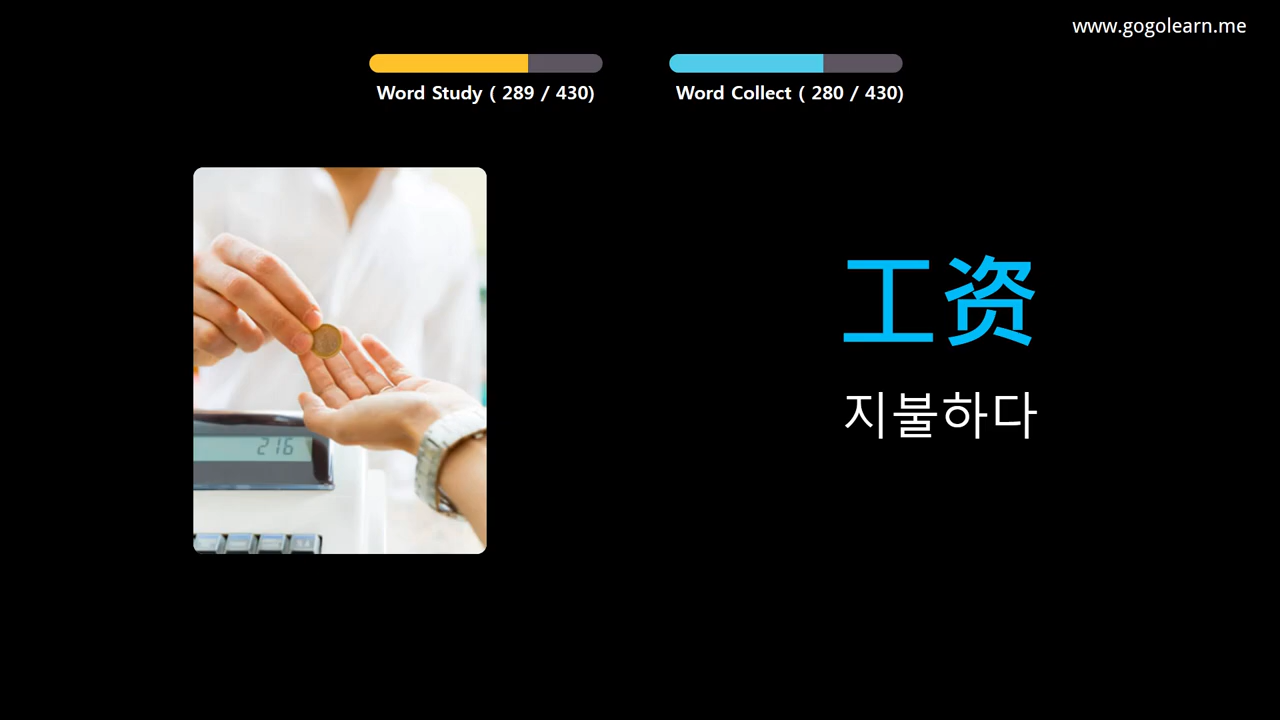 www.gogolearn.me
Word Study ( 289 / 430)
Word Collect ( 280 / 430)
工资
지불하다
216